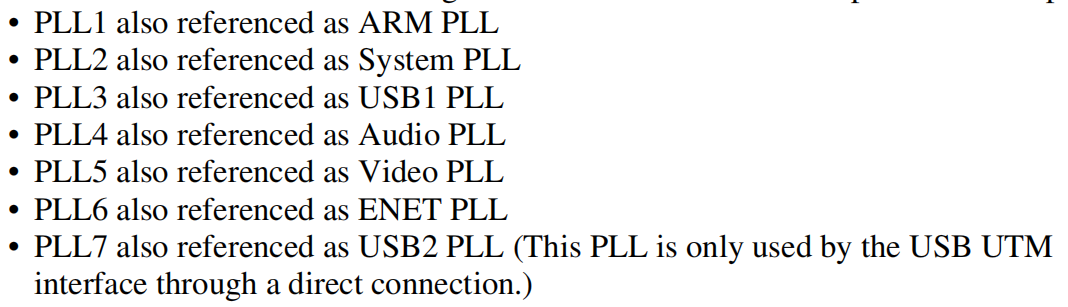 • PLL1 also referenced as ARM PLL
• PLL2 also referenced as System PLL
• PLL3 also referenced as USB1 PLL
• PLL4 also referenced as Audio PLL
• PLL5 also referenced as Video PLL
• PLL6 also referenced as ENET PLL
• PLL7 also referenced as USB2 PLL (This PLL is only used by the USB UTM
interface through a direct connection.)